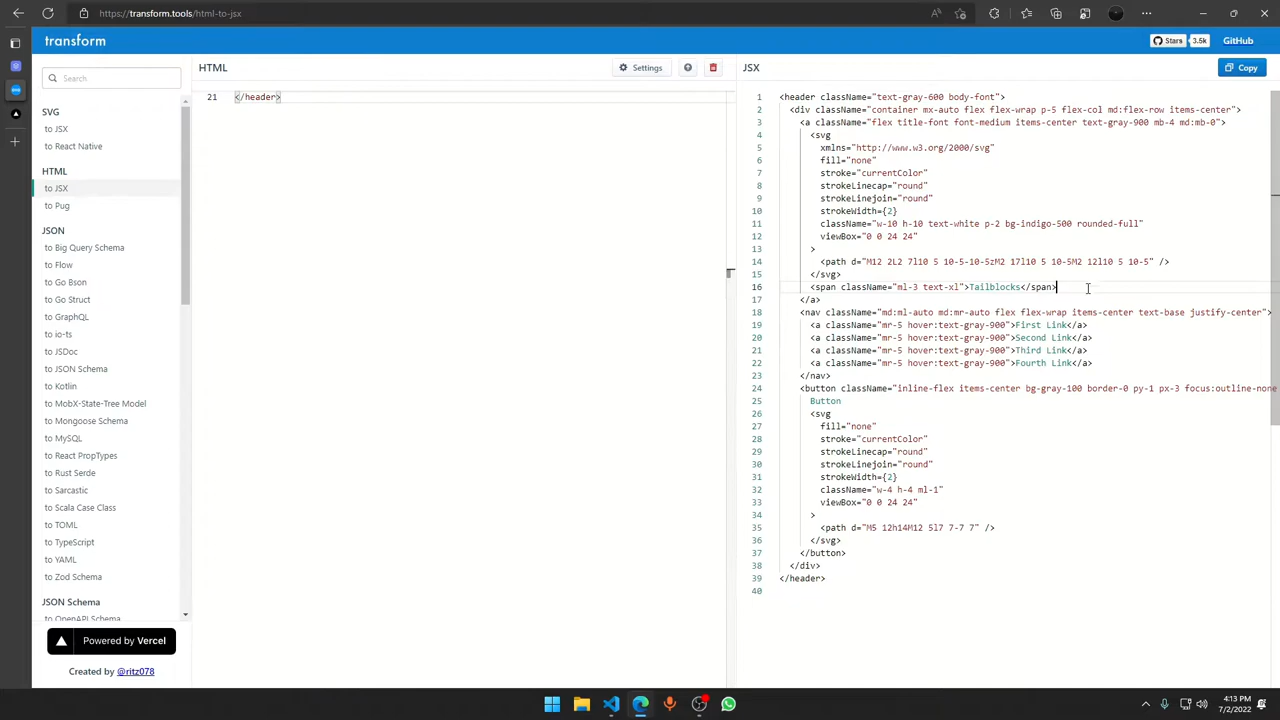 https://transform.tools/html-to-jsx
transform
Stars
3.5k
GitHub
Search
SVG
to JSX
to React Native
HTML
to JSX
to Pug
JSON
to Big Query Schema
to Flow
to Go Bson
to Go Struct
to GraphQL
to io-ts
to JSDoc
to JSON Schema
to Kotlin
to MobX-State-Tree Model
to Mongoose Schema
to MySQL
to React PropTypes
to Rust Serde
to Sarcastic
to Scala Case Class
to TOML
to TypeScript
to YAML
to Zod Schema
JSON Schema
to OpenAPI Schema
Powered by Vercel
Created by @ritz078
HTML
Settings
21 </header>
JSX
Copy
1 <header className="text-gray-600 body-font">
2 <div className="container mx-auto flex flex-wrap p-5 flex-col md:flex-row items-center">
3 <a className="flex title-font font-medium items-center text-gray-900 mb-4 md:mb-0">
4 <svg
5 xmlns="http://www.w3.org/2000/svg"
6 fill="none"
7 stroke="currentColor"
8 strokeLinecap="round"
9 strokeLinejoin="round"
10 strokeWidth={2}
11 className="w-10 h-10 text-white p-2 bg-indigo-500 rounded-full"
12 viewBox="0 0 24 24"
13 >
14 <path d="M12 2L2 7l10 5 10-5-10-5zM2 17l10 5 10-5M2 12l10 5 10-5" />
15 </svg>
16 <span className="ml-3 text-xl">Tailblocks</span>
17 </a>
18 <nav className="md:ml-auto md:mr-auto flex flex-wrap items-center text-base justify-center">
19 <a className="mr-5 hover:text-gray-900">First Link</a>
20 <a className="mr-5 hover:text-gray-900">Second Link</a>
21 <a className="mr-5 hover:text-gray-900">Third Link</a>
22 <a className="mr-5 hover:text-gray-900">Fourth Link</a>
23 </nav>
24 <button className="inline-flex items-center bg-gray-100 border-0 py-1 px-3 focus:outline-none
25 Button
26 <svg
27 fill="none"
28 stroke="currentColor"
29 strokeLinecap="round"
30 strokeLinejoin="round"
31 strokeWidth={2}
32 className="w-4 h-4 ml-1"
33 viewBox="0 0 24 24"
34 >
35 <path d="M5 12h14M12 5l7 7-7 7" />
36 </svg>
37 </button>
38 </div>
39 </header>
40
4:13 PM
7/2/2022